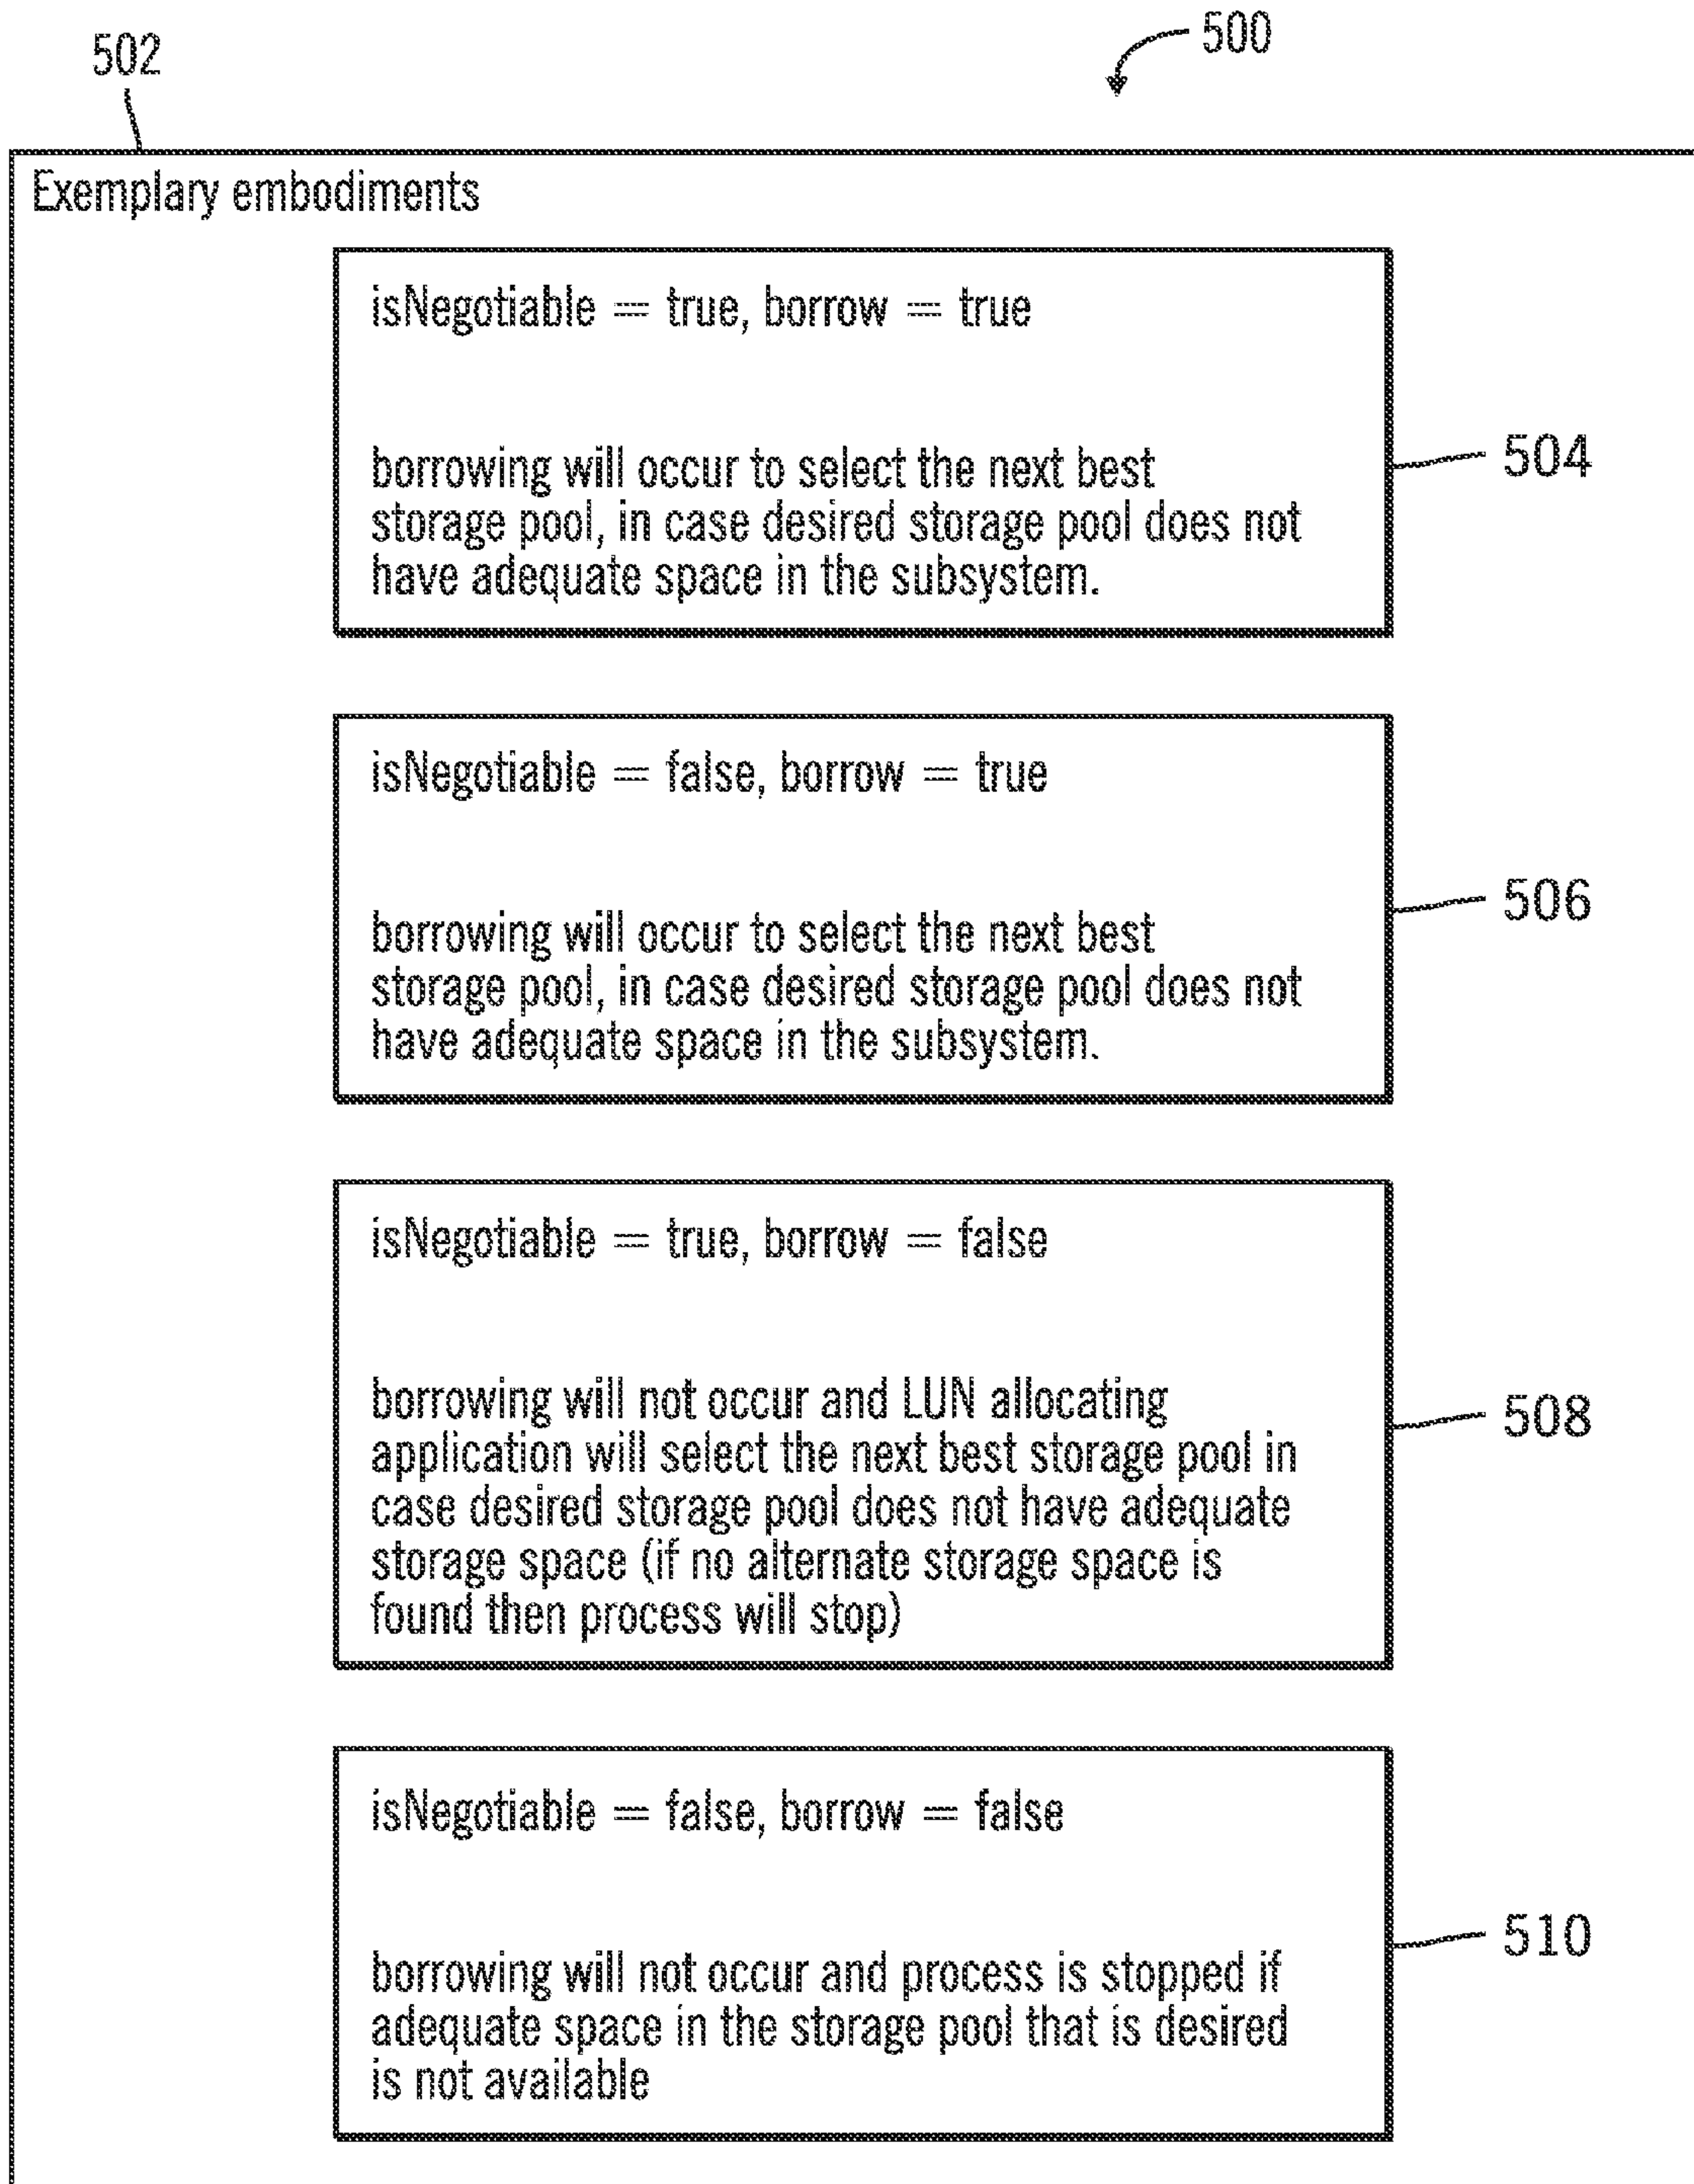 500
502
Exemplary embodiments
isNegotiable = true, borrow = true
borrowing will occur to select the next best
storage pool, in case desired storage pool does not
have adequate space in the subsystem.
504
isNegotiable = false, borrow = true
borrowing will occur to select the next best
storage pool, in case desired storage pool does not
have adequate space in the subsystem.
506
isNegotiable = true, borrow = false
borrowing will not occur and LUN allocating
application will select the next best storage pool in
case desired storage pool does not have adequate
storage space (if no alternate storage space is
found then process will stop)
508
isNegotiable = false, borrow = false
borrowing will not occur and process is stopped if
adequate space in the storage pool that is desired
is not available
510